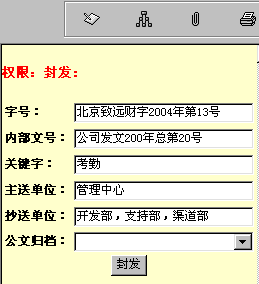 权限：封发：
字号： 北京致远财字2004年第13号
内部文号： 公司发文200年总第20号
关键字： 考勤
主送单位： 管理中心
抄送单位： 开发部，支持部，渠道部
公文归档：
封发